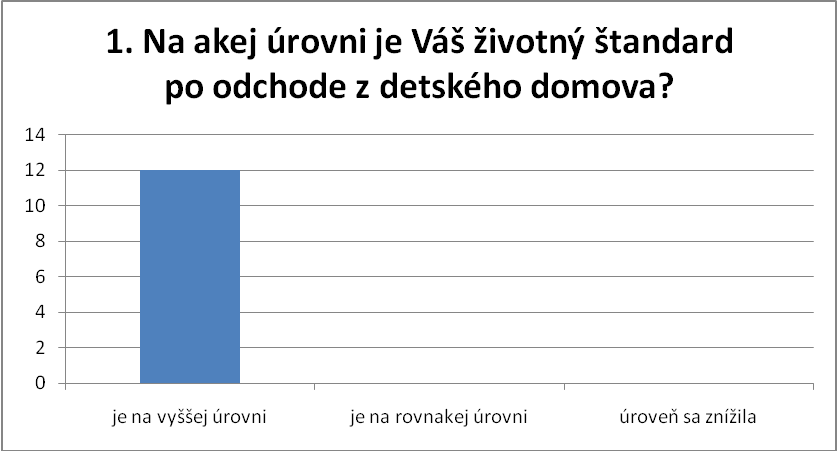 1. Na akej úrovni je Váš životný štandard
po odchode z detského domova?
14
12
10
8
6
4
2
0
je na vyššej úrovni
je na rovnakej úrovni
úroveň sa znížila